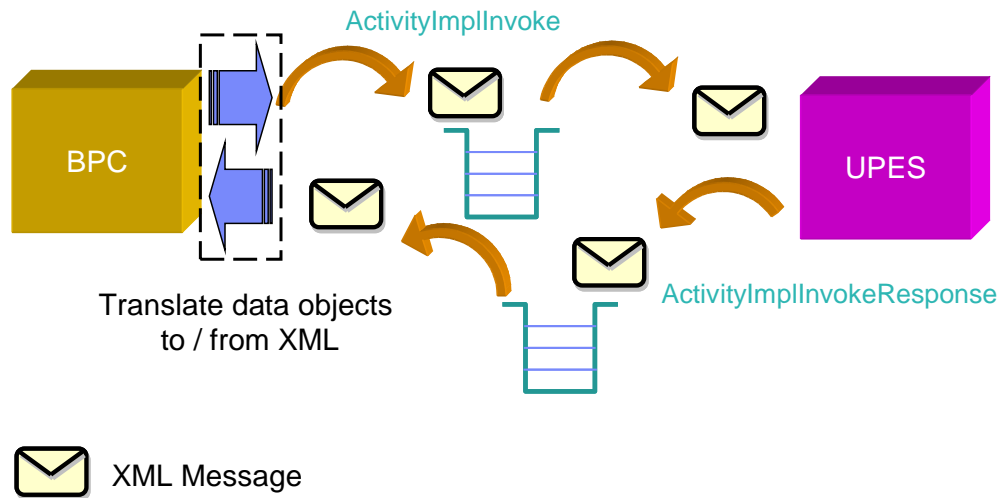 ActivityImplInvoke
BPC
UPES
ActivityImplInvokeResponse
Translate data objects
to / from XML
XML Message